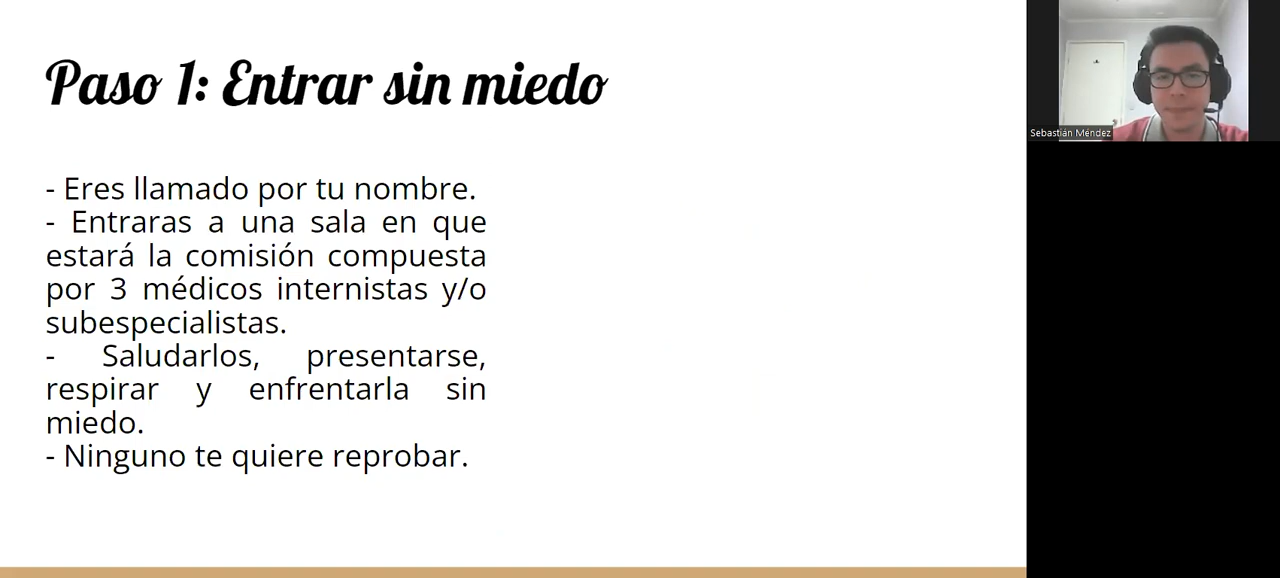 Paso 1: Entrar sin miedo
- Eres llamado por tu nombre.
- Entraras a una sala en que
estará la comisión compuesta
por 3 médicos internistas y/o
subespecialistas.
- Saludarlos, presentarse,
respirar y enfrentarla sin
miedo.
- Ninguno te quiere reprobar.
Sebastián Méndez